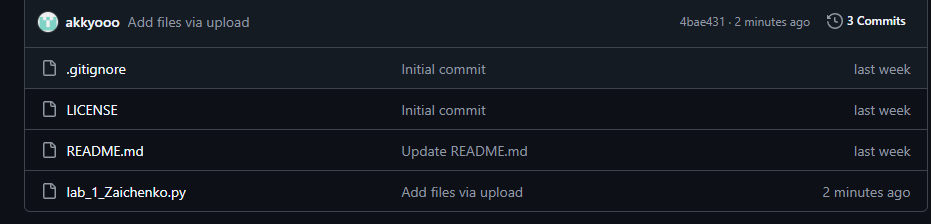 akkyooo Add files via upload 4bae431 · 2 minutes ago 3 Commits
.gitignore Initial commit last week
LICENSE Initial commit last week
README.md Update README.md last week
lab_1_Zaichenko.py Add files via upload 2 minutes ago